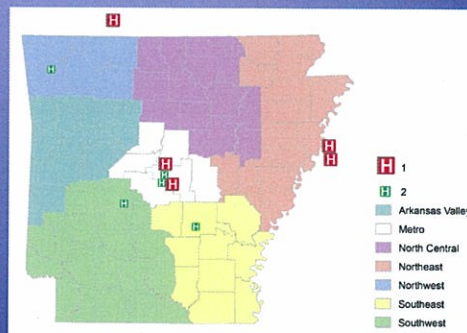 H
H
H
H
H
H
H
H
H
H
H 1
H 2
Arkansas Valley
Metro
North Central
Northeast
Northwest
Southeast
Southwest